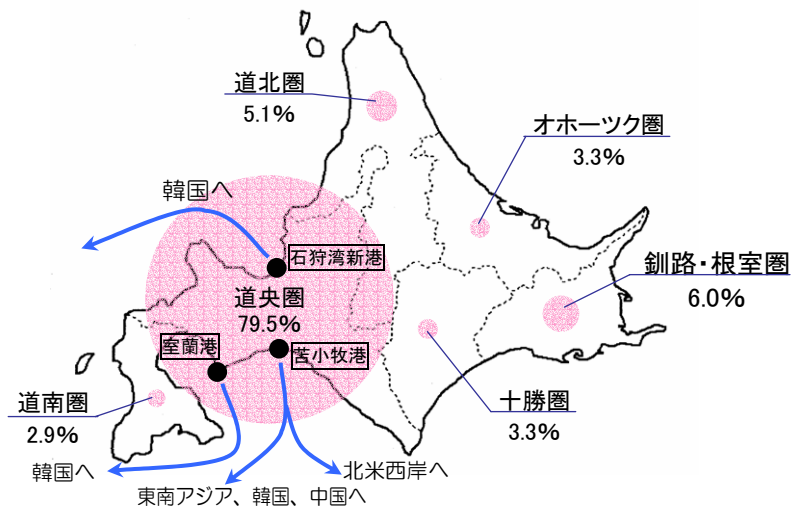 道北圏
5.1%
オホーツク圏
3.3%
韓国へ
石狩湾新港
釧路・根室圏
6.0%
道央圏
79.5%
室蘭港
苫小牧港
道南圏
2.9%
十勝圏
3.3%
韓国へ
北米西岸へ
東南アジア、韓国、中国へ